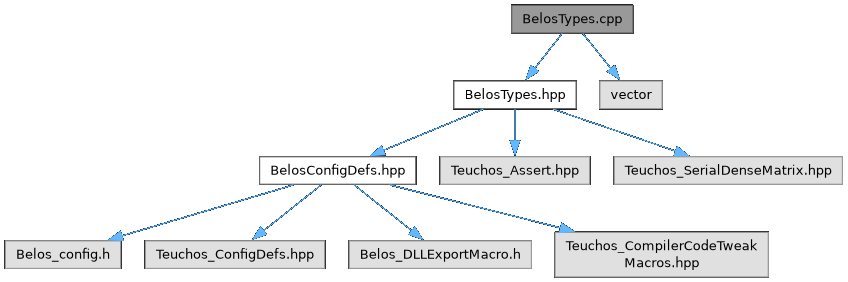 BelosTypes.cpp
BelosTypes.hpp
vector
BelosConfigDefs.hpp
Teuchos_Assert.hpp
Teuchos_SerialDenseMatrix.hpp
Belos_config.h
Teuchos_ConfigDefs.hpp
Belos_DLLExportMacro.h
Teuchos_CompilerCodeTweak
Macros.hpp